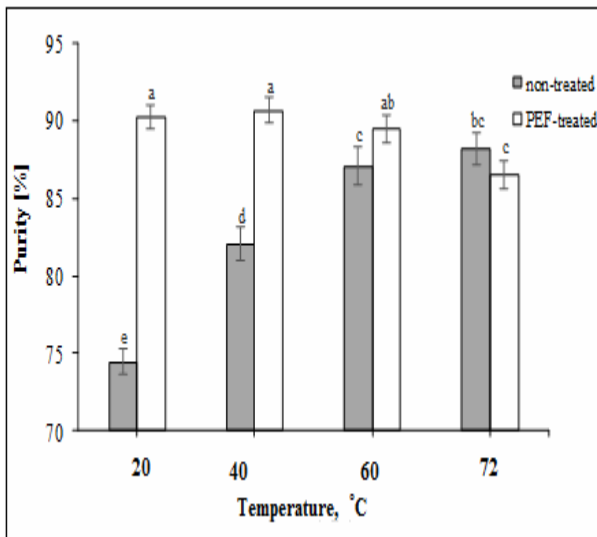 95
90
85
80
75
70
Purity [%]
a
a
ab
bc
c
c
d
e
non-treated
PEF-treated
20
40
60
72
Temperature, °C